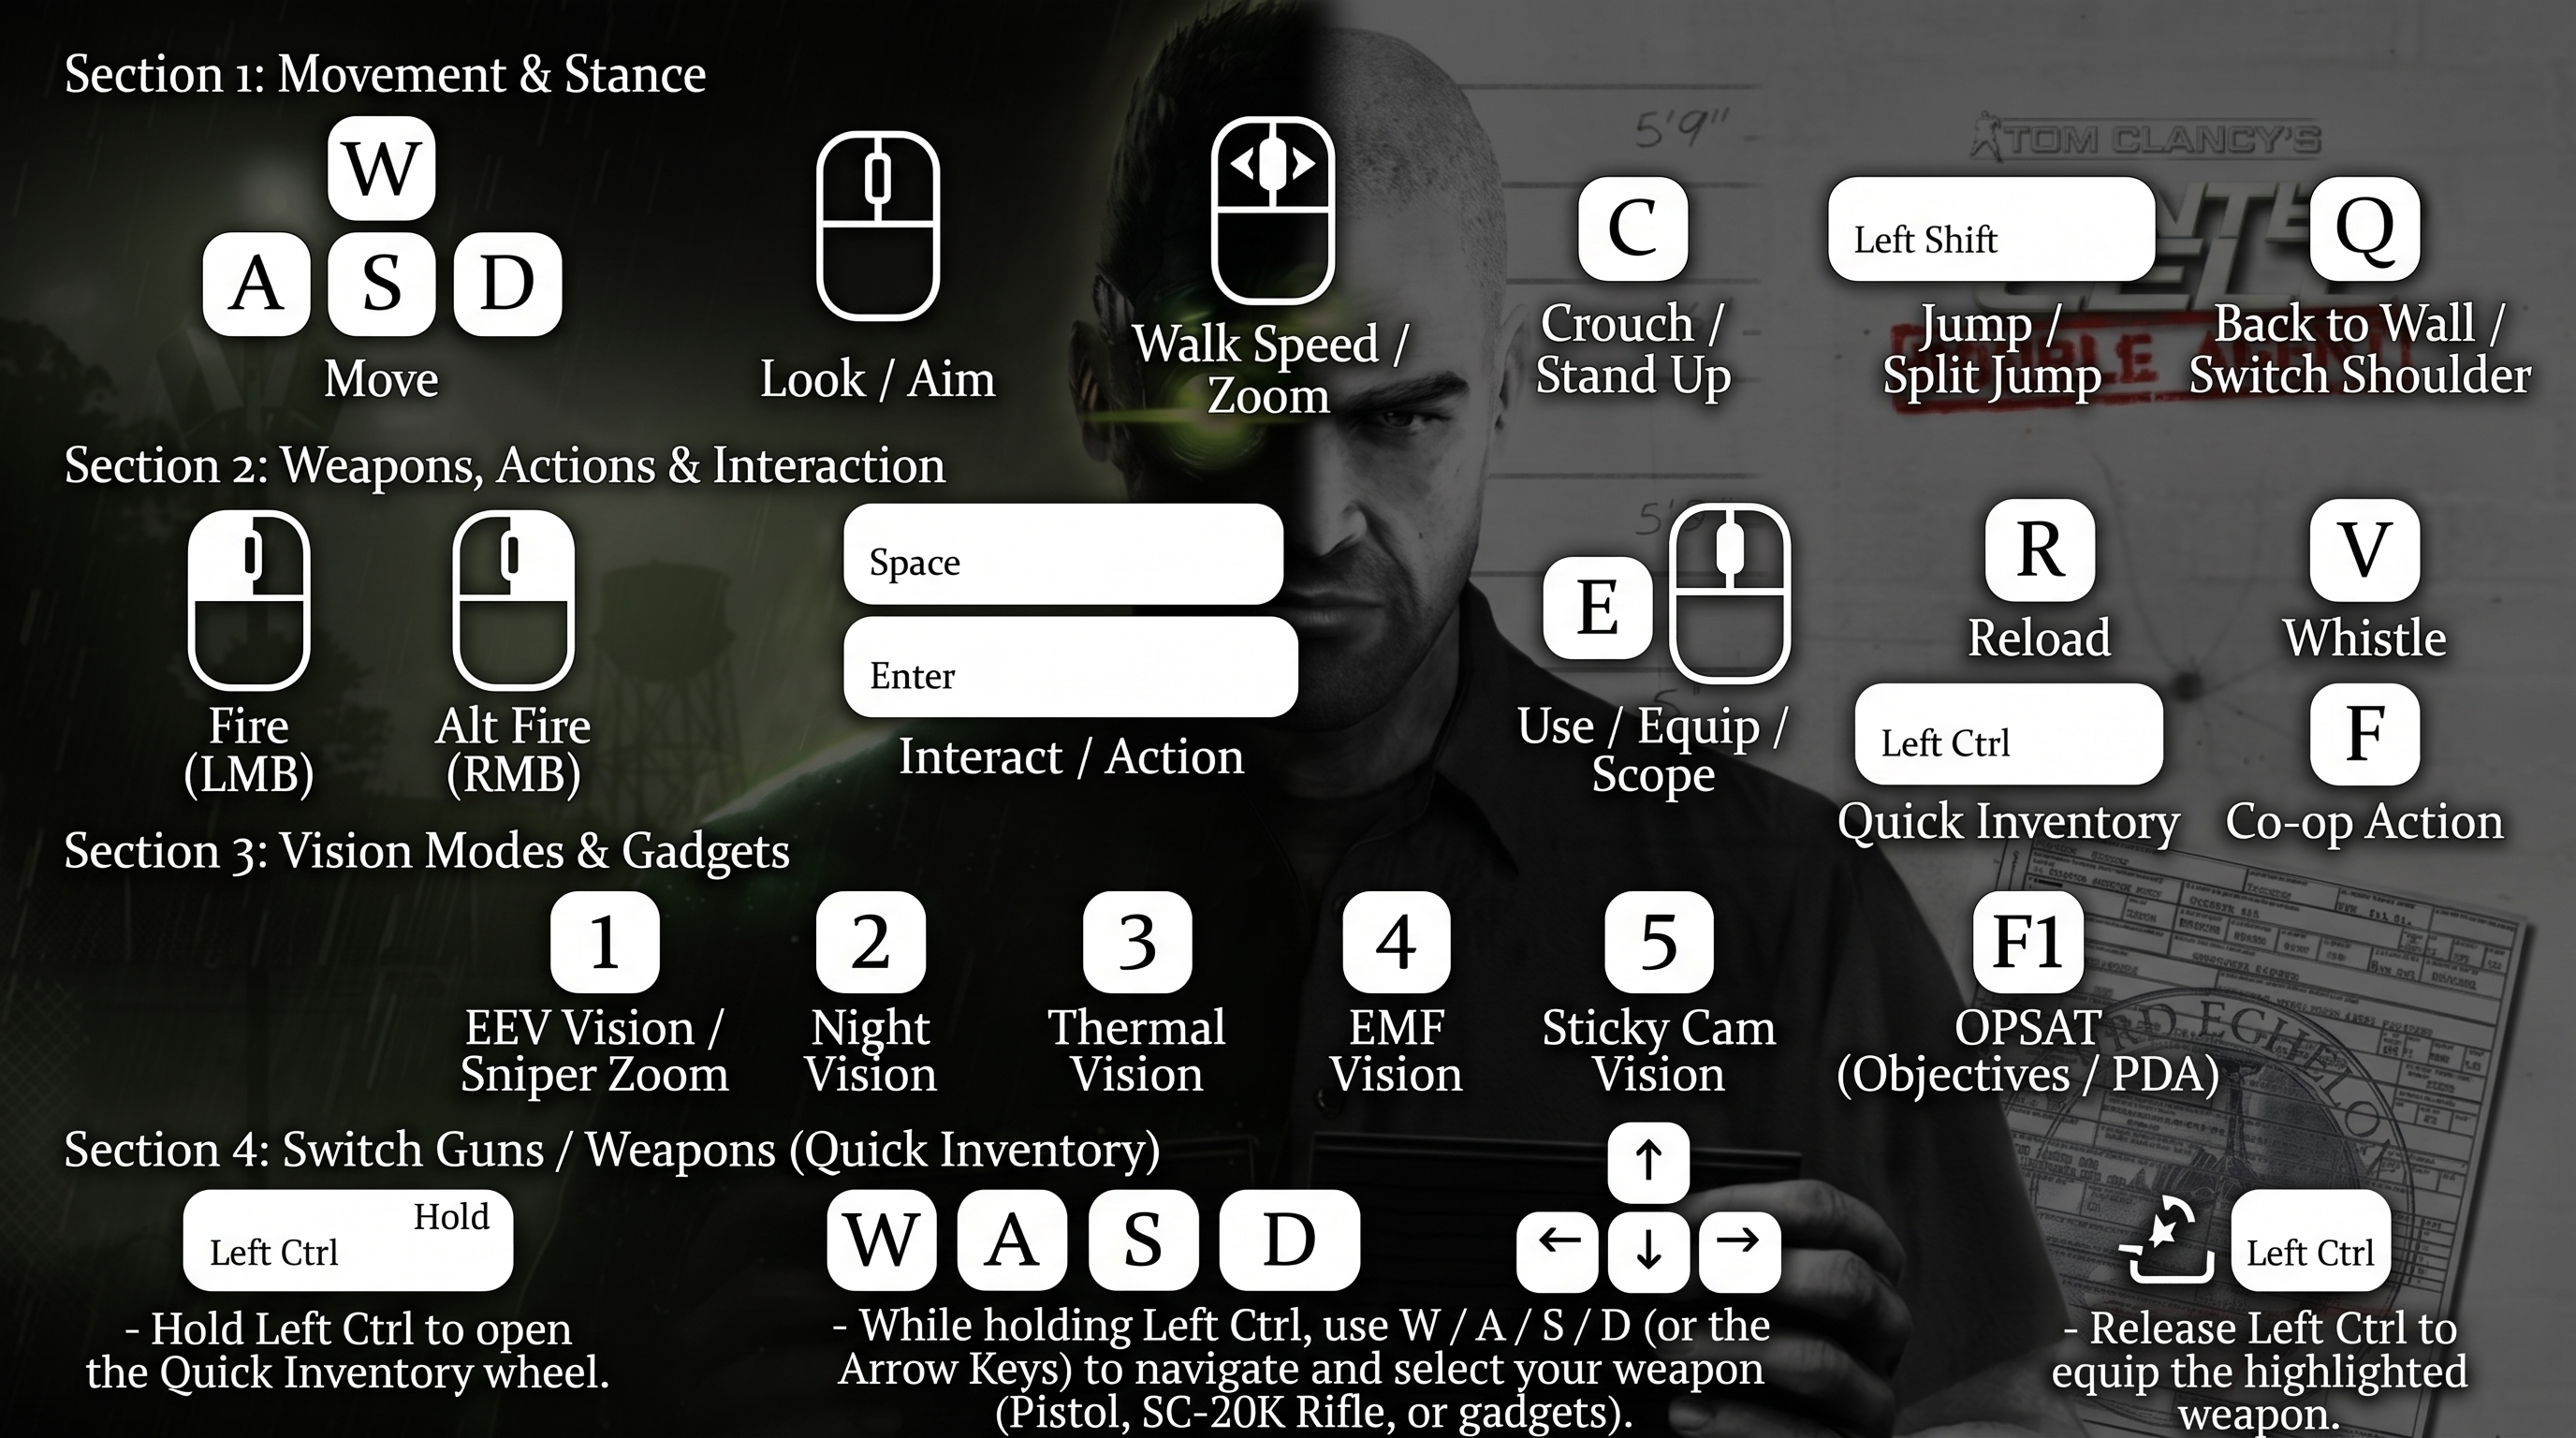 Section 1: Movement & Stance
W
A S D
Move
Look / Aim
Walk Speed /
Zoom
C
Crouch /
Stand Up
Left Shift
Jump /
Split Jump
Q
Back to Wall /
Switch Shoulder
5'9"
TOM CLANCY'S
Section 2: Weapons, Actions & Interaction
Fire
(LMB)
Alt Fire
(RMB)
Space
Enter
Interact / Action
E
Use / Equip /
Scope
R
Reload
V
Whistle
Left Ctrl
Quick Inventory
F
Co-op Action
Section 3: Vision Modes & Gadgets
1
EEV Vision /
Sniper Zoom
2
Night
Vision
3
Thermal
Vision
4
EMF
Vision
5
Sticky Cam
Vision
F1
OPSAT
(Objectives / PDA)
Section 4: Switch Guns / Weapons (Quick Inventory)
Hold
Left Ctrl
- Hold Left Ctrl to open
the Quick Inventory wheel.
W A S D
↑
← ↓ →
- While holding Left Ctrl, use W / A / S / D (or the
Arrow Keys) to navigate and select your weapon
(Pistol, SC-20K Rifle, or gadgets).
Left Ctrl
- Release Left Ctrl to
equip the highlighted
weapon.